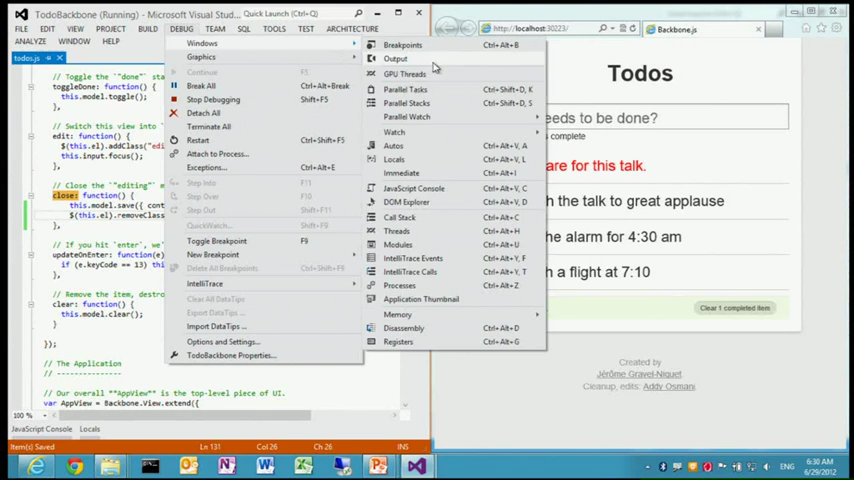 TodoBackbone (Running) - Microsoft Visual Stud...
Quick Launch (Ctrl+Q)
FILE EDIT VIEW PROJECT BUILD DEBUG TEAM SQL TOOLS TEST ARCHITECTURE
ANALYZE WINDOW HELP
todos.js
// Toggle the `"done"` sta
toggleDone: function() {
this.model.toggle();
},
// Switch this view into `
edit: function() {
$(this.el).addClass("edi
this.input.focus();
},
// Close the `"editing"` m
close: function() {
this.model.save({ cont
$(this.el).removeClass
},
// If you hit `enter`, we'
updateOnEnter: function(e)
if (e.keyCode == 13) th
},
// Remove the item, destro
clear: function() {
this.model.clear();
}
});
// The Application
// ---------------
// Our overall **AppView** is the top-level piece of UI.
var AppView = Backbone.View.extend({
100 %
JavaScript Console Locals
Item(s) Saved Ln 131 Col 26 Ch 26 INS
Windows
Graphics
Continue F5
Break All Ctrl+Alt+Break
Stop Debugging Shift+F5
Detach All
Terminate All
Restart Ctrl+Shift+F5
Attach to Process...
Exceptions... Ctrl+Alt+E
Step Into F11
Step Over F10
Step Out Shift+F11
QuickWatch... Shift+F9
Toggle Breakpoint F9
New Breakpoint
Delete All Breakpoints Ctrl+Shift+F9
IntelliTrace
Clear All DataTips
Export DataTips ...
Import DataTips ...
Options and Settings...
TodoBackbone Properties...
Breakpoints Ctrl+Alt+B
Output
GPU Threads
Parallel Tasks Ctrl+Shift+D, K
Parallel Stacks Ctrl+Shift+D, S
Parallel Watch
Watch
Autos Ctrl+Alt+V, A
Locals Ctrl+Alt+V, L
Immediate Ctrl+Alt+I
JavaScript Console Ctrl+Alt+V, C
DOM Explorer Ctrl+Alt+V, D
Call Stack Ctrl+Alt+C
Threads Ctrl+Alt+H
Modules Ctrl+Alt+U
IntelliTrace Events Ctrl+Alt+Y, F
IntelliTrace Calls Ctrl+Alt+Y, T
Processes Ctrl+Alt+Z
Application Thumbnail
Memory
Disassembly Ctrl+Alt+D
Registers Ctrl+Alt+G
http://localhost:30223/
Backbone.js
Todos
eeds to be done?
s complete
are for this talk.
h the talk to great applause
the alarm for 4:30 am
h a flight at 7:10
Clear 1 completed item
Created by
Jérôme Gravel-Niquet
Cleanup, edits: Addy Osmani.
ENG
6:30 AM
6/29/2012